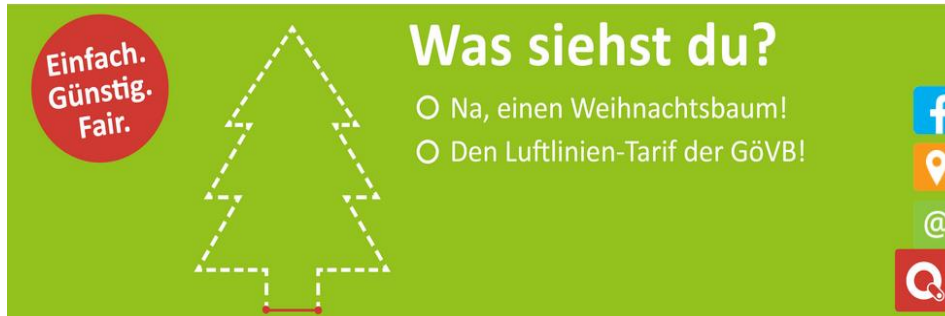 Einfach.
Günstig.
Fair.
Was siehst du?
Na, einen Weihnachtsbaum!
Den Luftlinien-Tarif der GöVB!
f
@